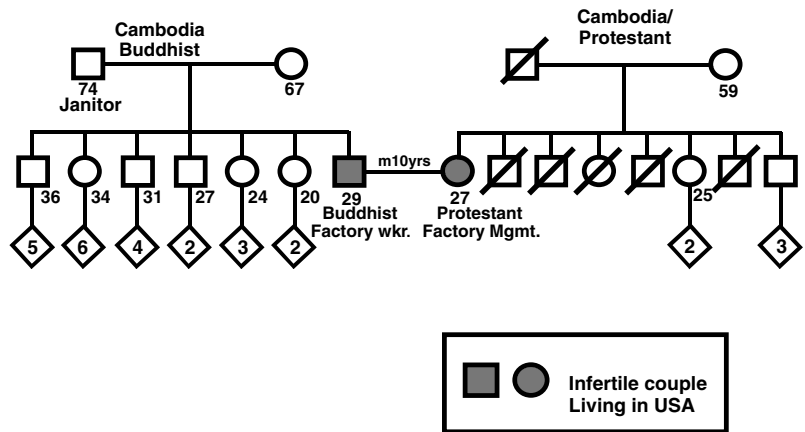 Cambodia
Buddhist
Cambodia/
Protestant
74
Janitor
67
59
m10yrs
36
34
31
27
24
20
29
Buddhist
Factory wkr.
27
Protestant
Factory Mgmt.
25
5
6
4
2
3
2
2
3
Infertile couple
Living in USA